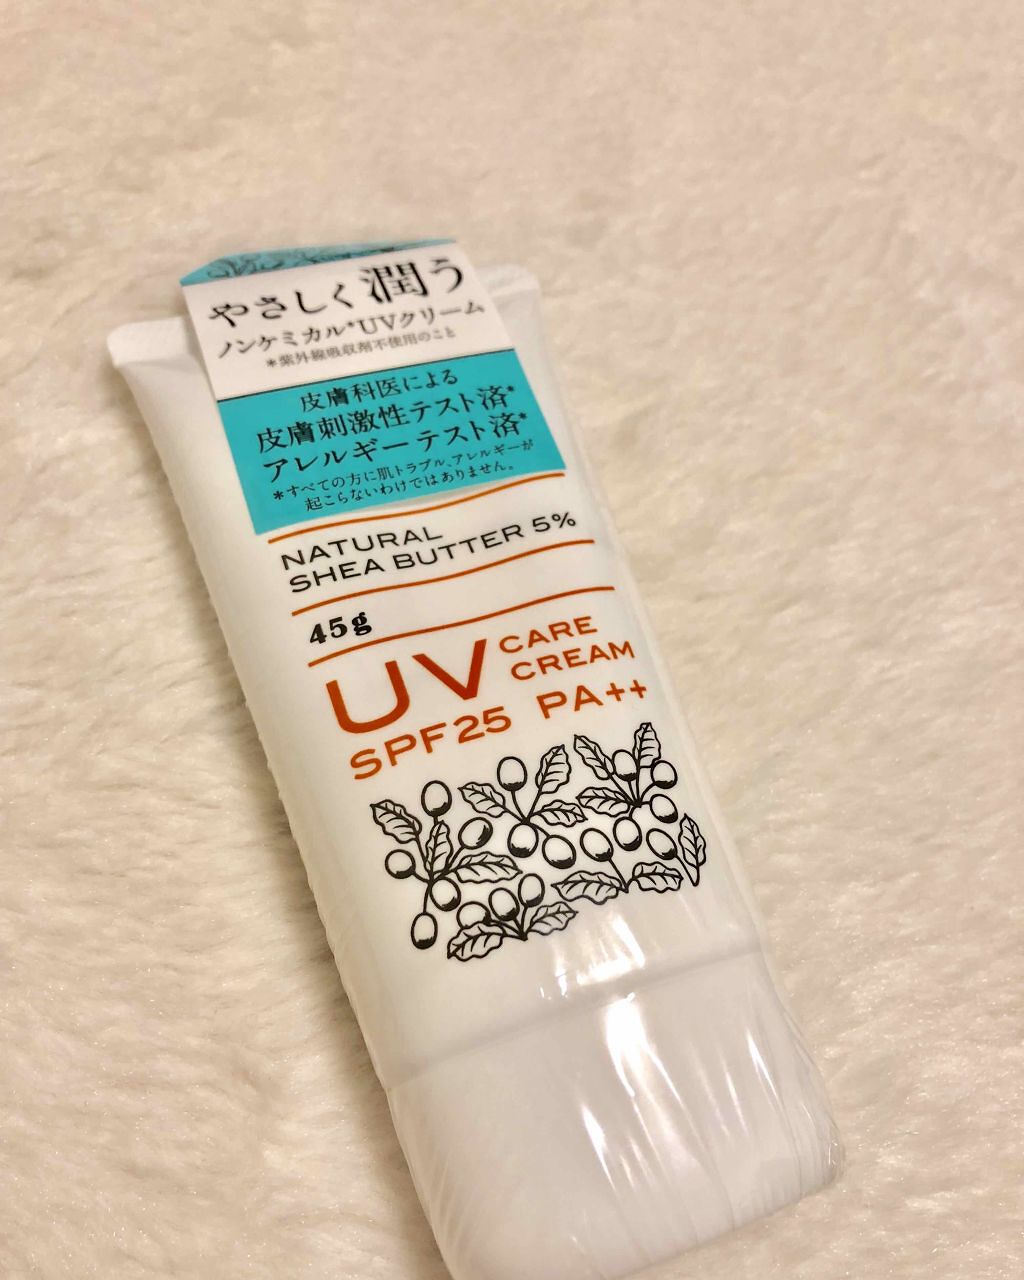 やさしく潤う
ノンケミカル*UVクリーム
*紫外線吸収剤不使用のこと
皮膚科医による
皮膚刺激性テスト済*
アレルギーテスト済*
*すべての方に肌トラブル、アレルギーが
起こらないわけではありません。
NATURAL
SHEA BUTTER 5%
45g
UV CARE
CREAM
SPF25 PA++